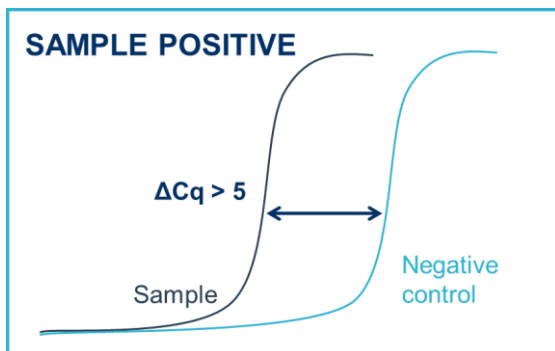 SAMPLE POSITIVE
ΔCq > 5
Sample
Negative
control